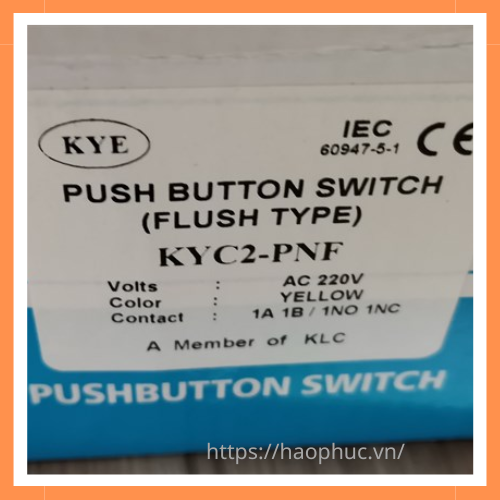 KYE
IEC
60947-5-1
CE
PUSH BUTTON SWITCH
(FLUSH TYPE)
KYC2-PNF
Volts : AC 220V
Color : YELLOW
Contact : 1A 1B / 1NO 1NC
A Member of KLC
PUSHBUTTON SWITCH
https://haophuc.vn/